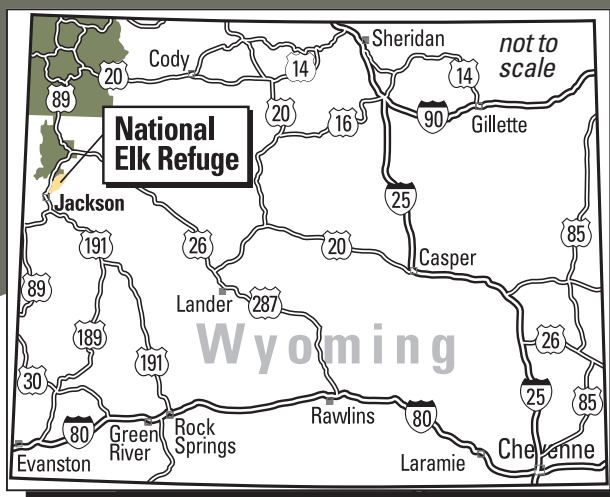 Sheridan
not to
scale
Cody
20
14
14
89
20
16
90
Gillette
National
Elk Refuge
Jackson
25
191
26
20
85
Casper
89
Lander
287
Wyoming
189
191
26
30
25
85
80
Green
River
Rock
Springs
Rawlins
80
Evanston
Laramie
Cheyenne